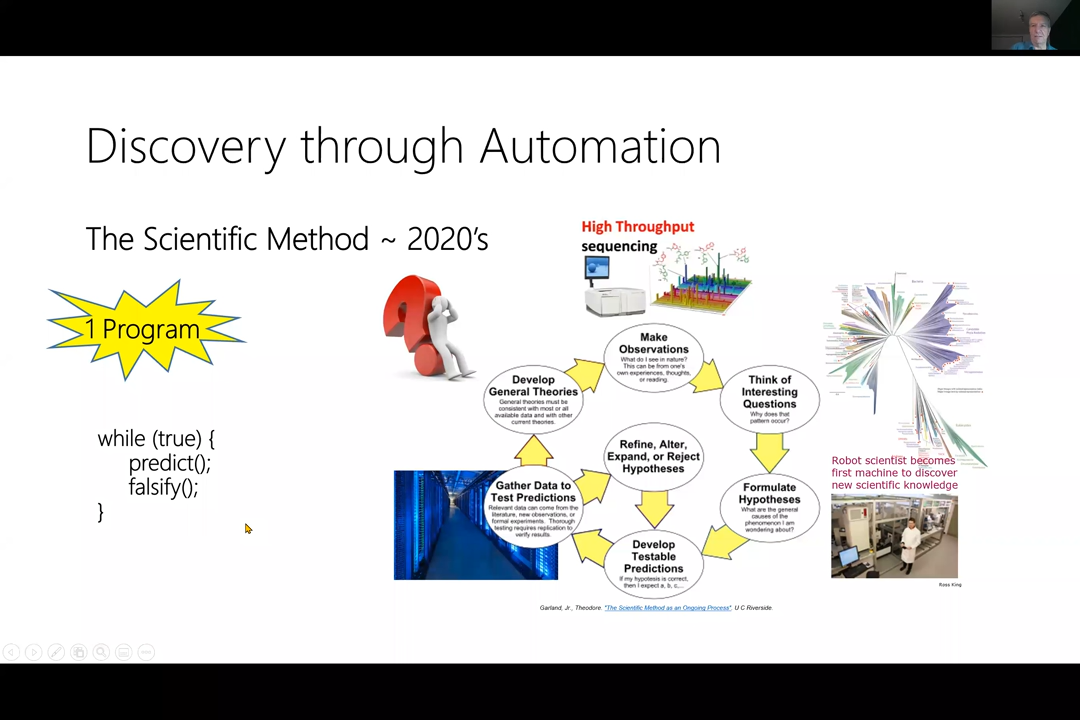 Discovery through Automation
The Scientific Method ~ 2020's
1 Program
while (true) {
predict();
falsify();
}
High Throughput
sequencing
Make
Observations
What do I see in nature?
This can be from one's
own experiences, thoughts,
or reading.
Think of
Interesting
Questions
Why does that
pattern occur?
Formulate
Hypotheses
What are the general
causes of the
phenomenon I am
wondering about?
Develop
Testable
Predictions
If my hypotesis is correct,
then I expect a, b, c,...
Gather Data to
Test Predictions
Relevant data can come from the
literature, new observations, or
formal experiments. Thorough
testing requires replication to
verify results.
Refine, Alter,
Expand, or Reject
Hypotheses
Develop
General Theories
General theories must be
consistent with most or all
available data and with other
current theories.
Robot scientist becomes
first machine to discover
new scientific knowledge
Ross King
Garland, Jr., Theodore. "The Scientific Method as an Ongoing Process". U C Riverside.